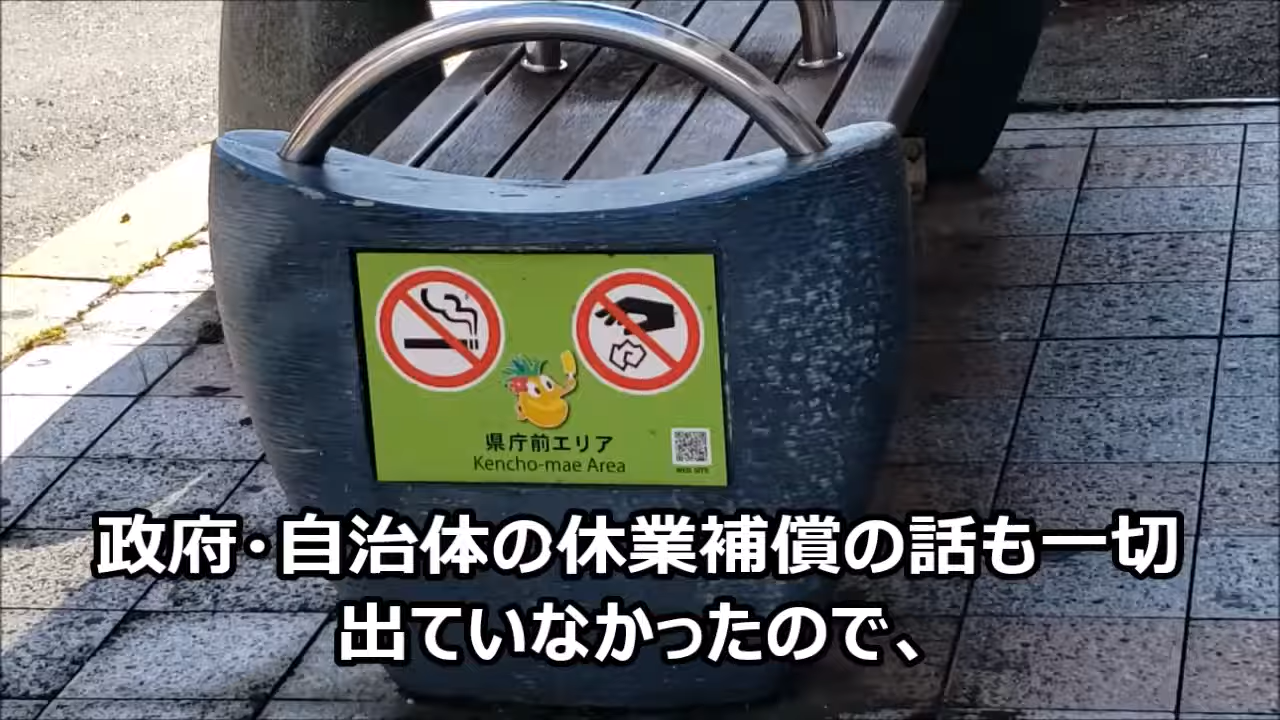 県庁前エリア
Kencho-mae Area
WEB SITE
政府・自治体の休業補償の話も一切
出ていなかったので、